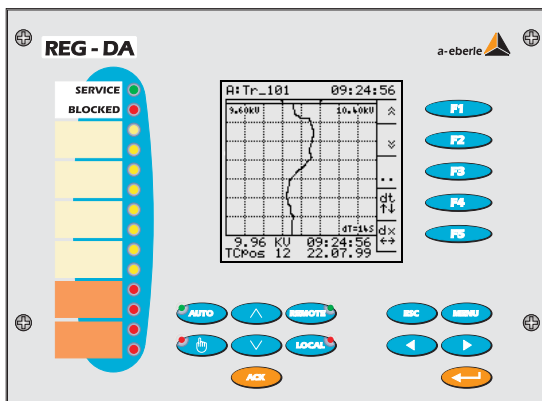 REG - DA
a-eberle
SERVICE
BLOCKED
A:Tr_101 09:24:56
9.60kV 10.40kV
..
dt
dT=14S
dx
9.96 KV 09:24:56
TCPos 12 22.07.99
F1
F2
F3
F4
F5
AUTO
REMOTE
LOCAL
ACK
ESC
MENU